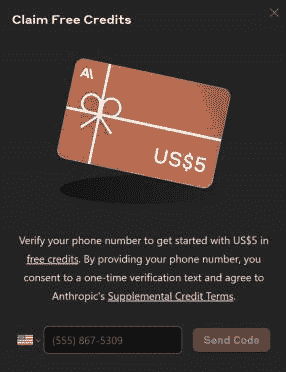 Claim Free Credits
A\
US$5
Verify your phone number to get started with US$5 in
free credits. By providing your phone number, you
consent to a one-time verification text and agree to
Anthropic's Supplemental Credit Terms.
(555) 867-5309
Send Code